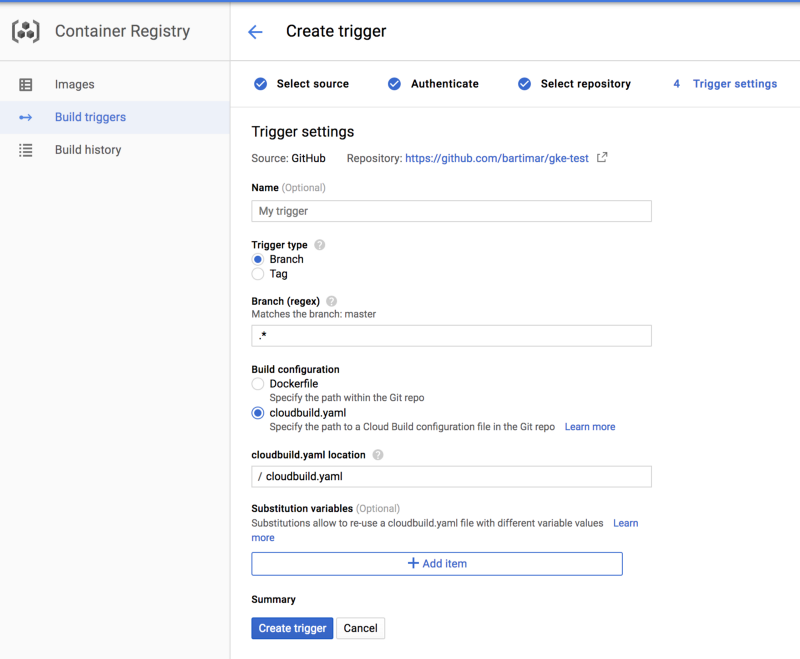 Container Registry
Create trigger
Images
Build triggers
Build history
Select source
Authenticate
Select repository
4 Trigger settings
Trigger settings
Source: GitHub Repository: https://github.com/bartimar/gke-test
Name (Optional)
My trigger
Trigger type ?
Branch
Tag
Branch (regex) ?
Matches the branch: master
.*
Build configuration
Dockerfile
Specify the path within the Git repo
cloudbuild.yaml
Specify the path to a Cloud Build configuration file in the Git repo Learn more
cloudbuild.yaml location ?
/ cloudbuild.yaml
Substitution variables (Optional)
Substitutions allow to re-use a cloudbuild.yaml file with different variable values Learn
more
+ Add item
Summary
Create trigger Cancel